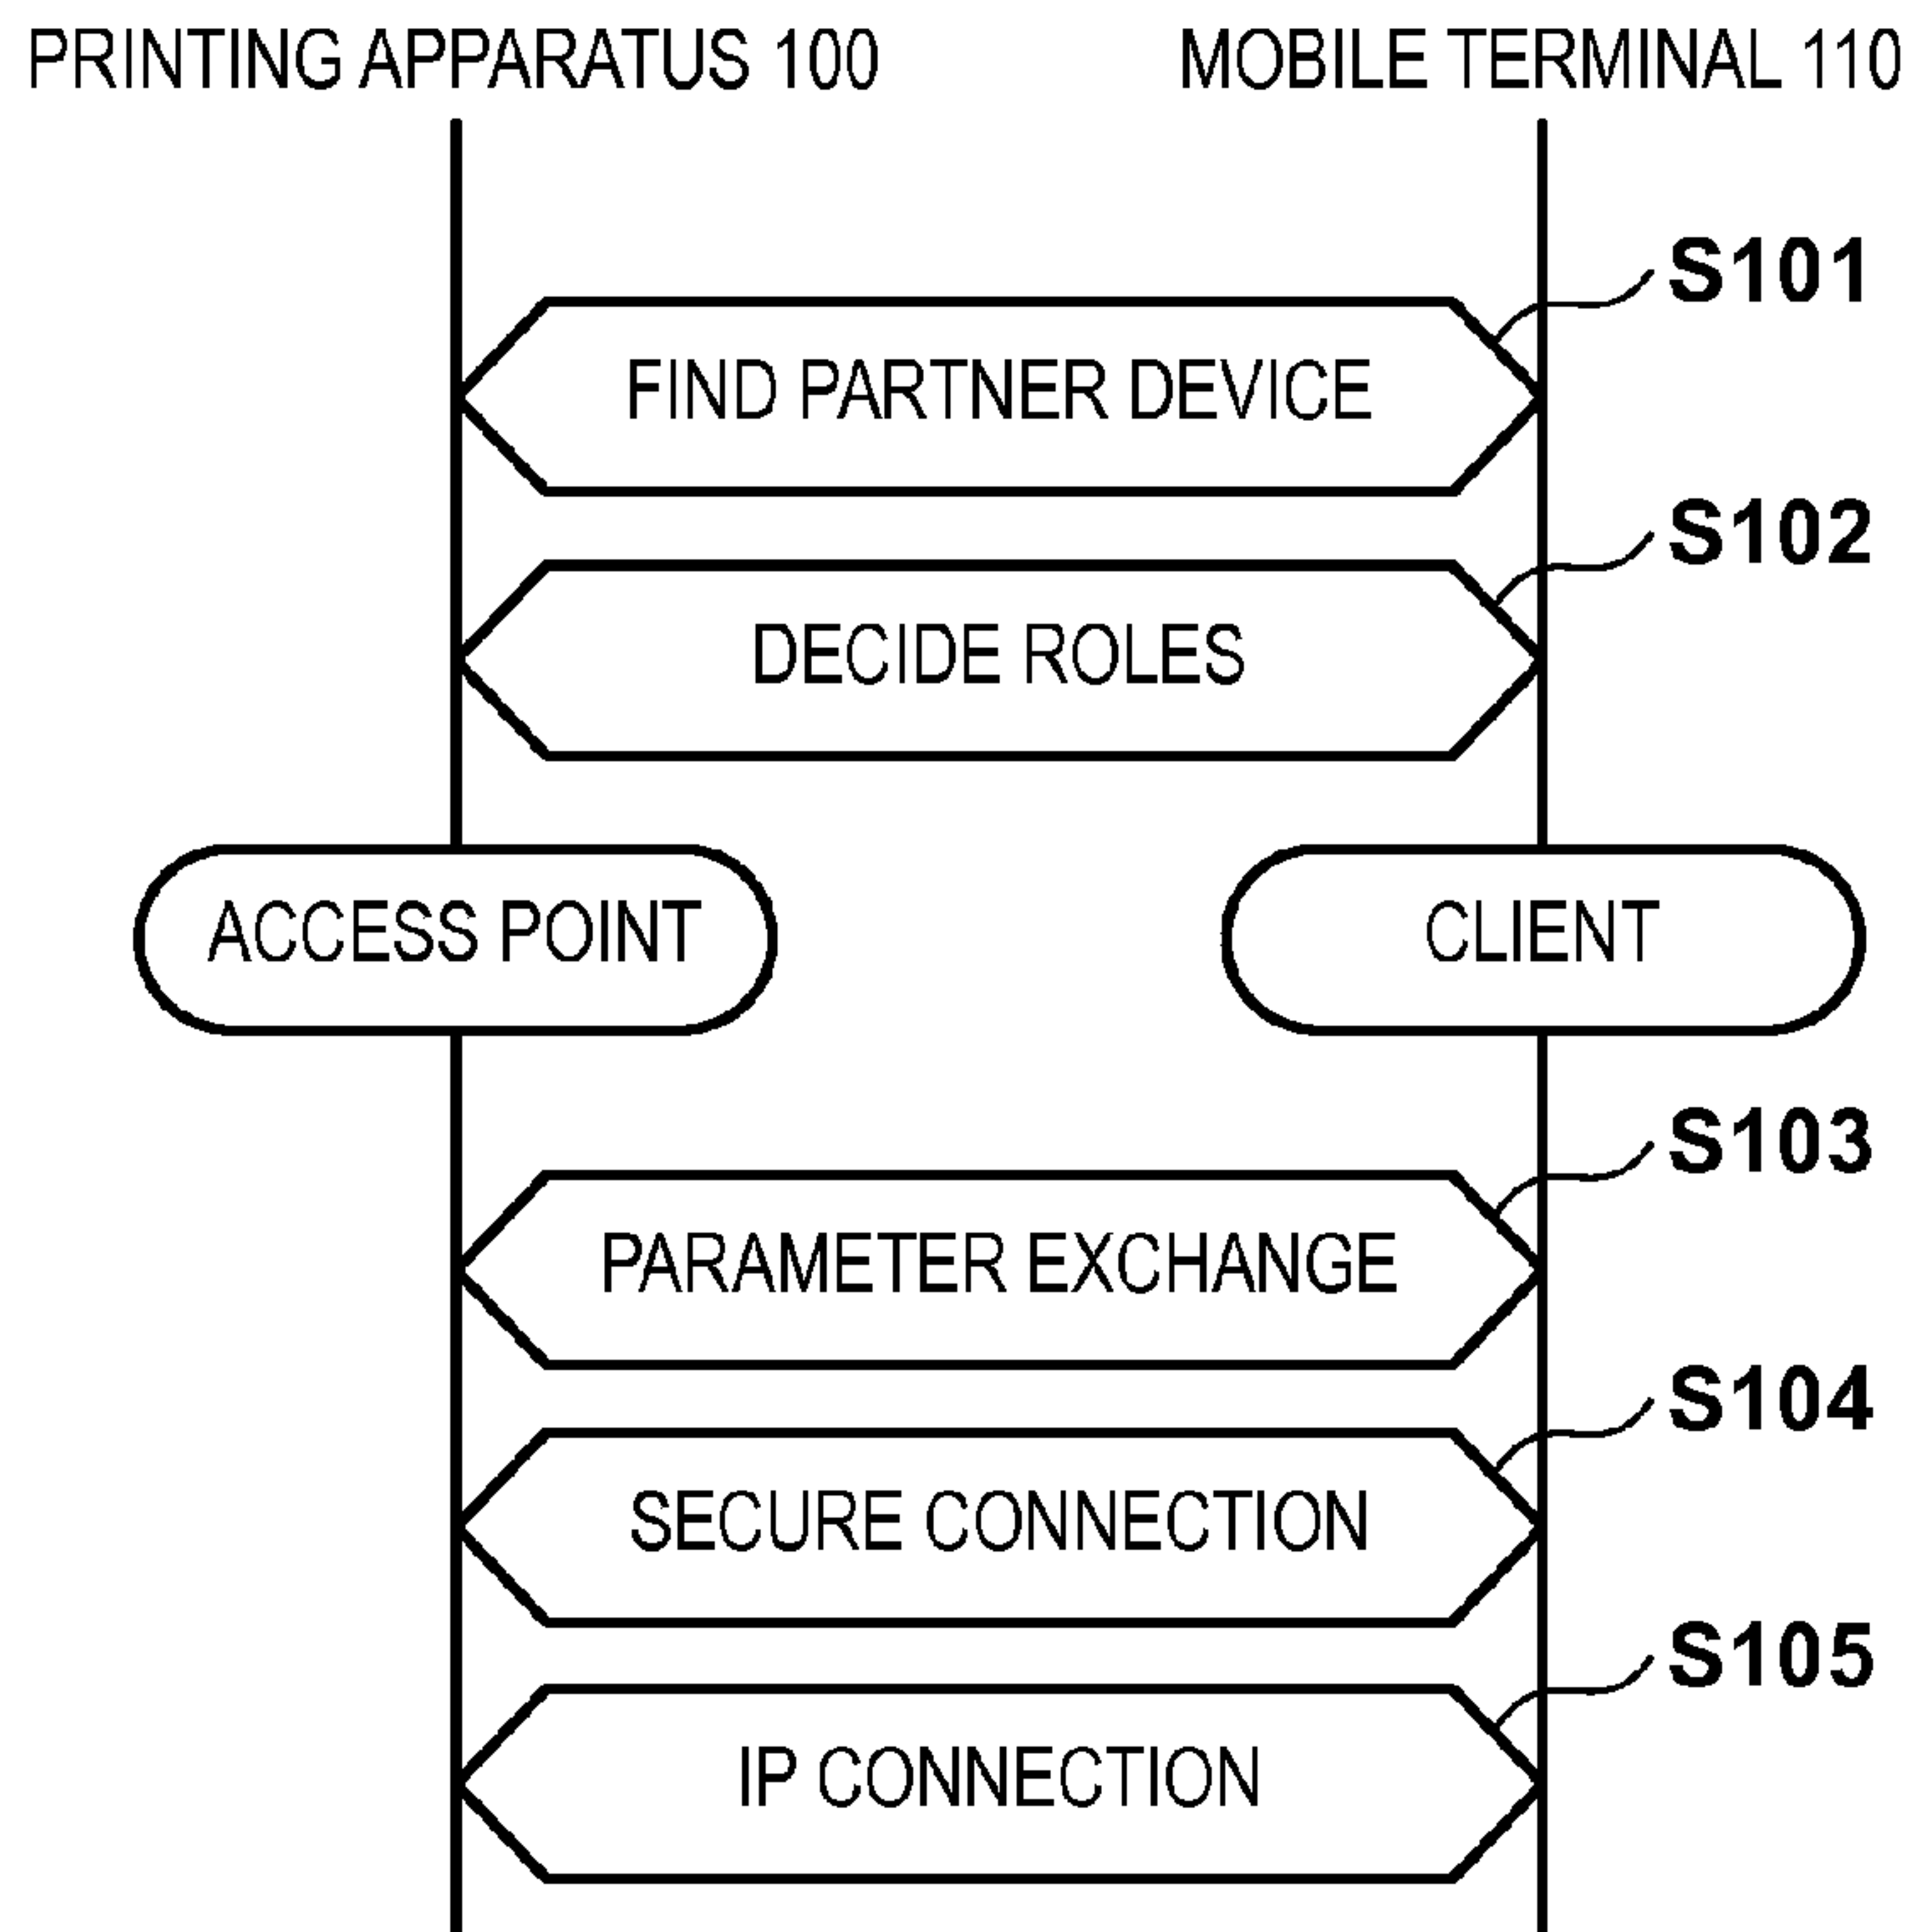 PRINTING APPARATUS 100
MOBILE TERMINAL 110
S101
FIND PARTNER DEVICE
S102
DECIDE ROLES
ACCESS POINT
CLIENT
S103
PARAMETER EXCHANGE
S104
SECURE CONNECTION
S105
IP CONNECTION